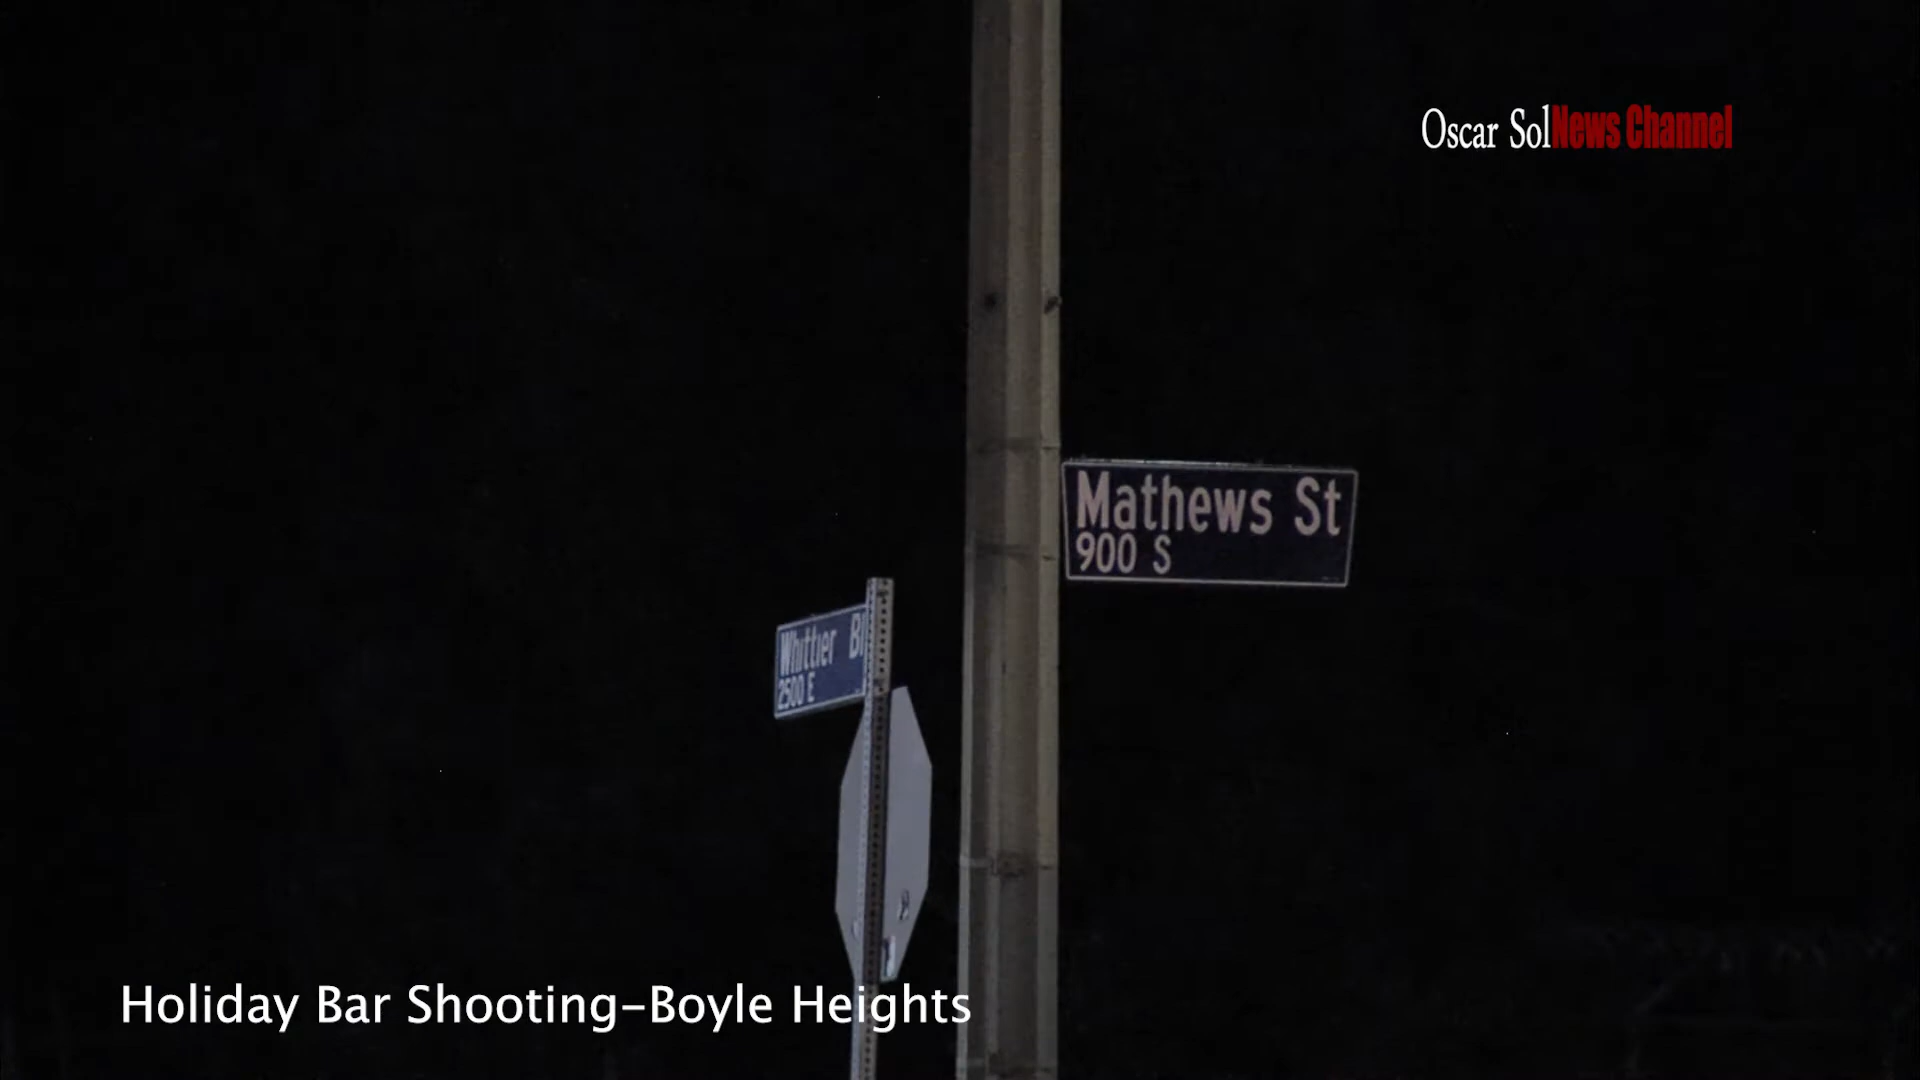 Oscar SolNews Channel
Mathews St
900 S
Whittier Bl
2500 E
Holiday Bar Shooting-Boyle Heights